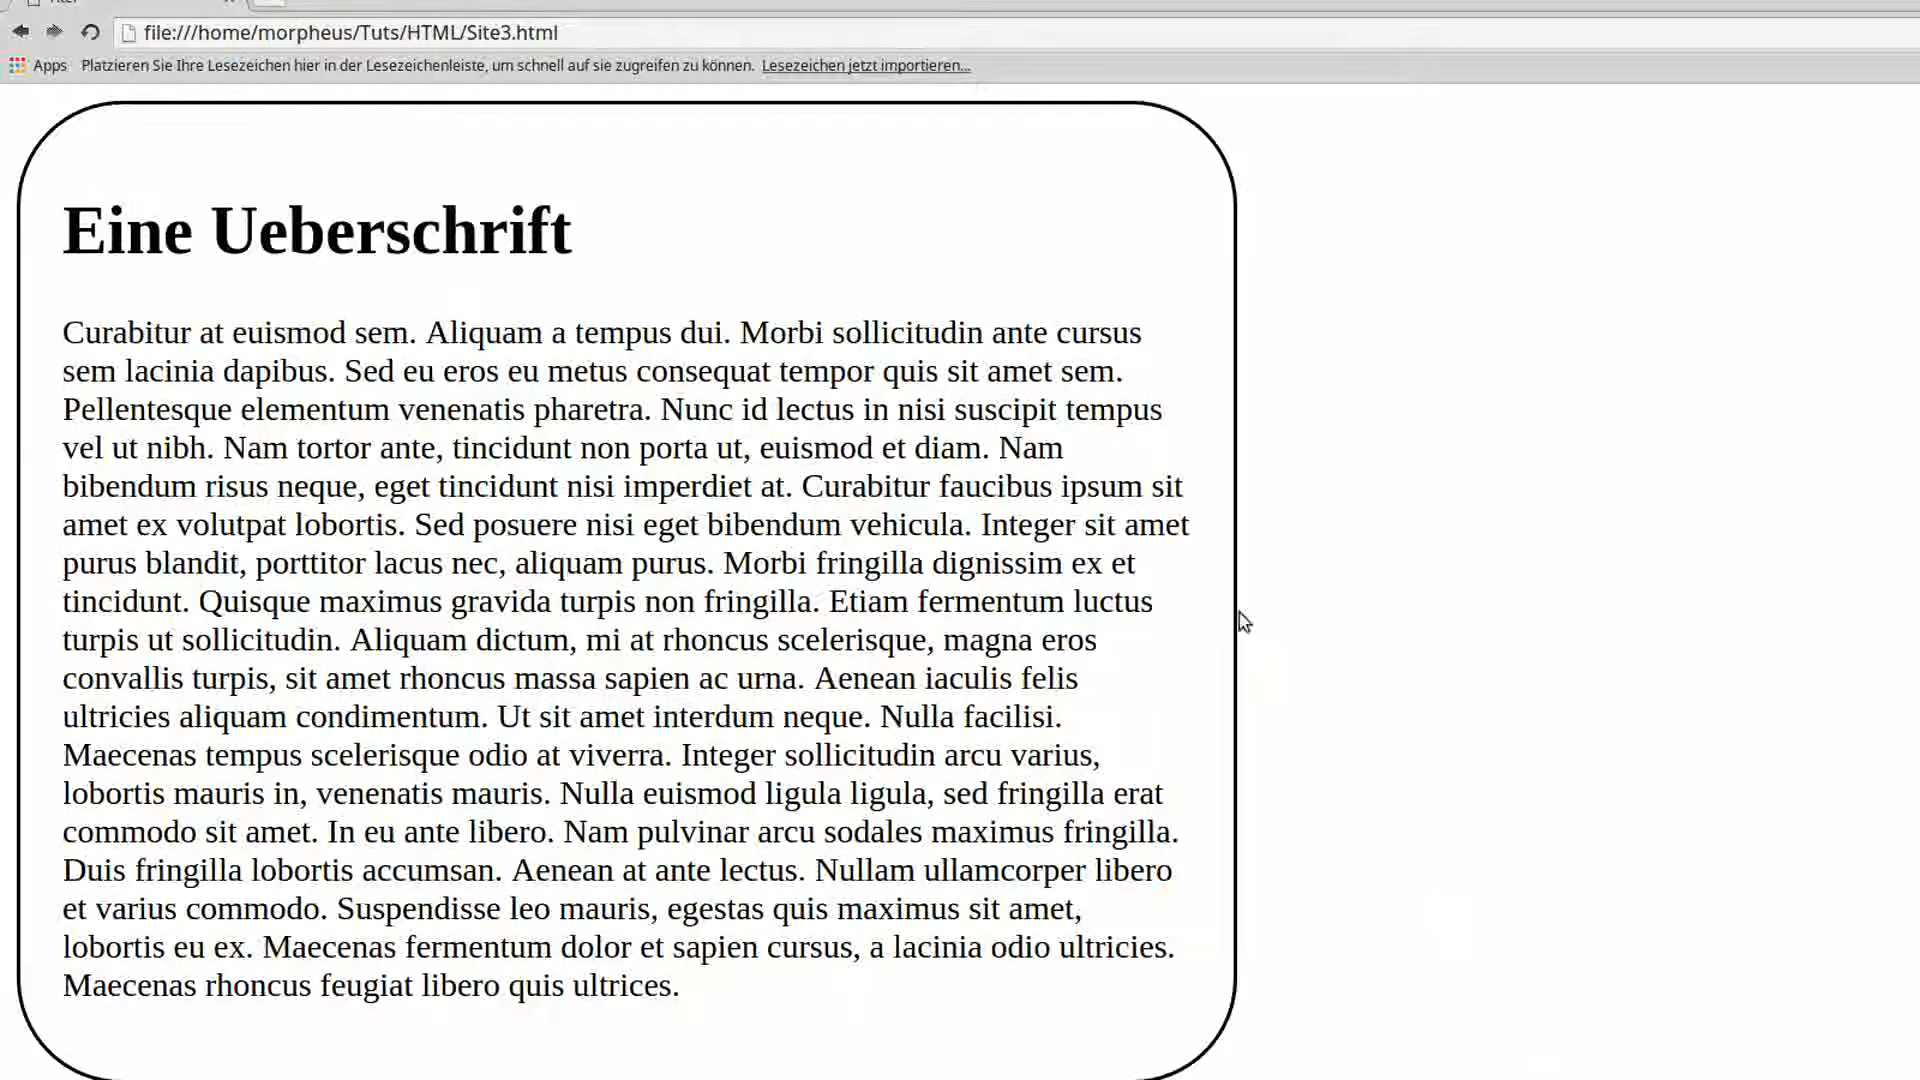 file:///home/morpheus/Tuts/HTML/Site3.html
Apps Platzieren Sie Ihre Lesezeichen hier in der Lesezeichenleiste, um schnell auf sie zugreifen zu können. Lesezeichen jetzt importieren...
Eine Ueberschrift
Curabitur at euismod sem. Aliquam a tempus dui. Morbi sollicitudin ante cursus
sem lacinia dapibus. Sed eu eros eu metus consequat tempor quis sit amet sem.
Pellentesque elementum venenatis pharetra. Nunc id lectus in nisi suscipit tempus
vel ut nibh. Nam tortor ante, tincidunt non porta ut, euismod et diam. Nam
bibendum risus neque, eget tincidunt nisi imperdiet at. Curabitur faucibus ipsum sit
amet ex volutpat lobortis. Sed posuere nisi eget bibendum vehicula. Integer sit amet
purus blandit, porttitor lacus nec, aliquam purus. Morbi fringilla dignissim ex et
tincidunt. Quisque maximus gravida turpis non fringilla. Etiam fermentum luctus
turpis ut sollicitudin. Aliquam dictum, mi at rhoncus scelerisque, magna eros
convallis turpis, sit amet rhoncus massa sapien ac urna. Aenean iaculis felis
ultricies aliquam condimentum. Ut sit amet interdum neque. Nulla facilisi.
Maecenas tempus scelerisque odio at viverra. Integer sollicitudin arcu varius,
lobortis mauris in, venenatis mauris. Nulla euismod ligula ligula, sed fringilla erat
commodo sit amet. In eu ante libero. Nam pulvinar arcu sodales maximus fringilla.
Duis fringilla lobortis accumsan. Aenean at ante lectus. Nullam ullamcorper libero
et varius commodo. Suspendisse leo mauris, egestas quis maximus sit amet,
lobortis eu ex. Maecenas fermentum dolor et sapien cursus, a lacinia odio ultricies.
Maecenas rhoncus feugiat libero quis ultrices.